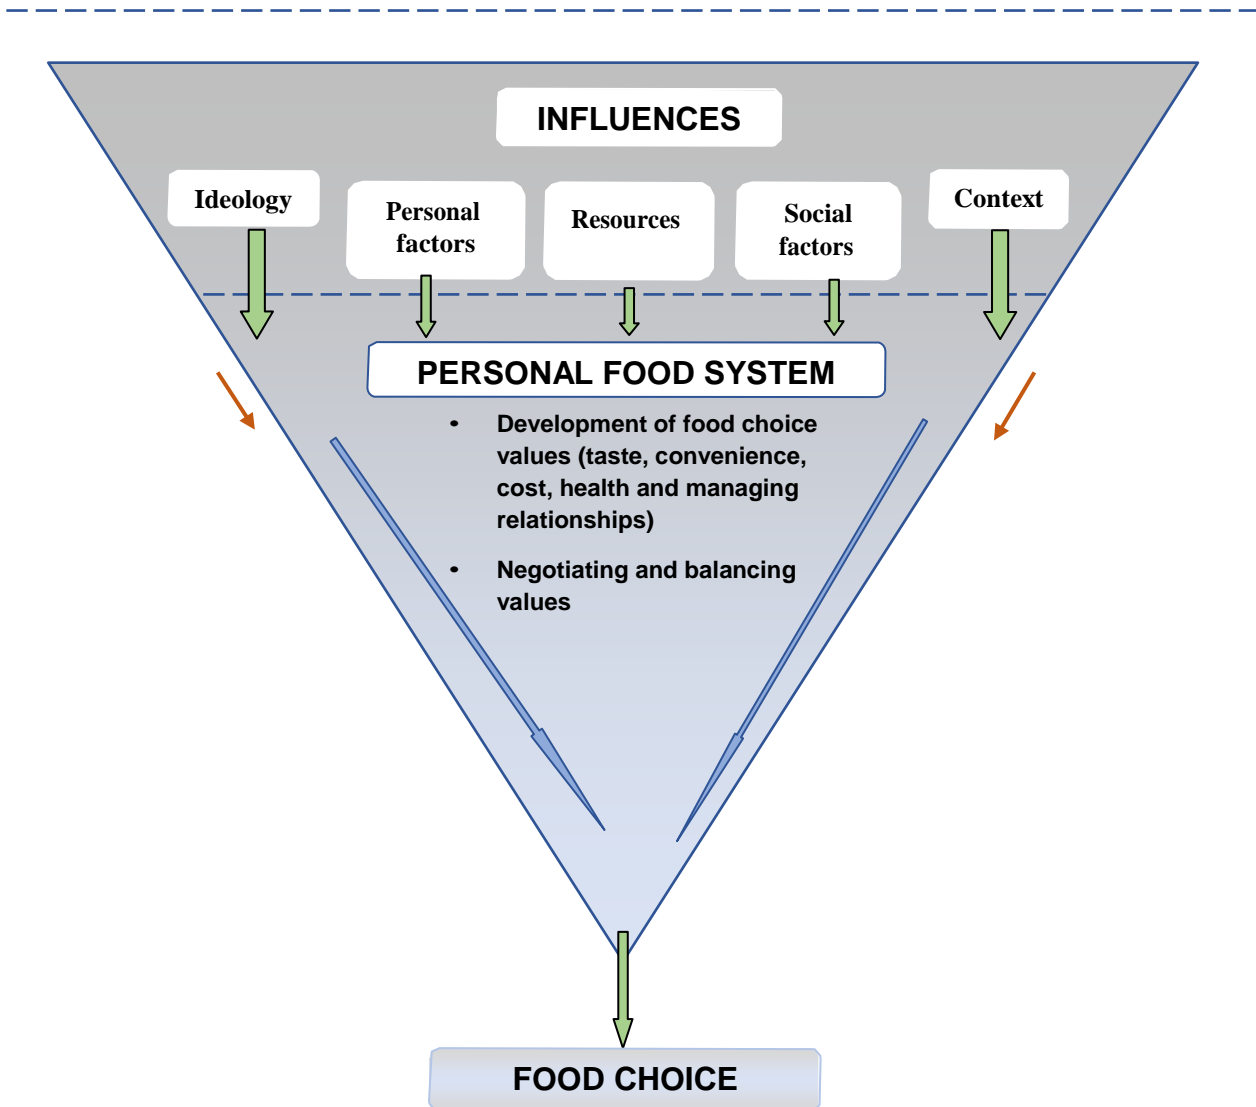 INFLUENCES
Ideology
Personal
factors
Resources
Social
factors
Context
PERSONAL FOOD SYSTEM
• Development of food choice
values (taste, convenience,
cost, health and managing
relationships)
• Negotiating and balancing
values
FOOD CHOICE